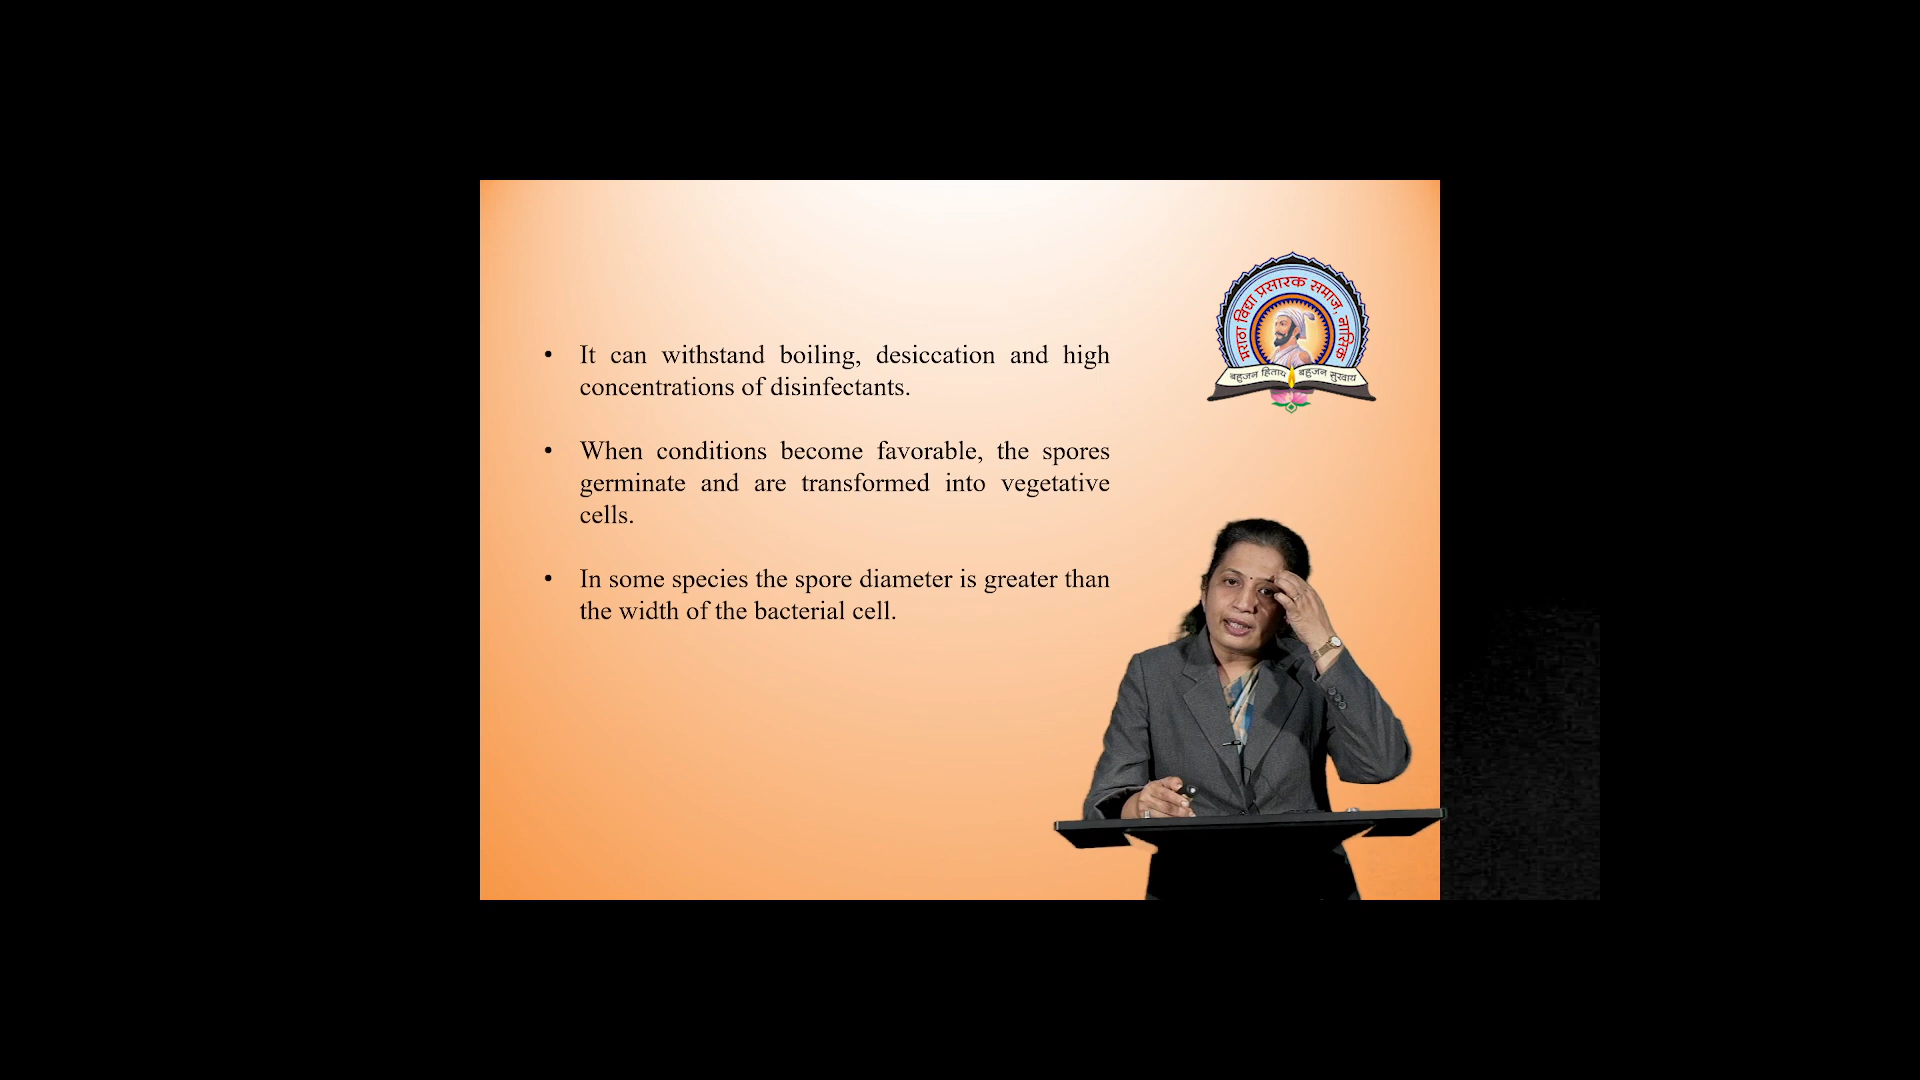 • It can withstand boiling, desiccation and high
concentrations of disinfectants.
• When conditions become favorable, the spores
germinate and are transformed into vegetative
cells.
• In some species the spore diameter is greater than
the width of the bacterial cell.
मराठा विद्या प्रसारक समाज, नाशिक
बहुजन हिताय बहुजन सुखाय